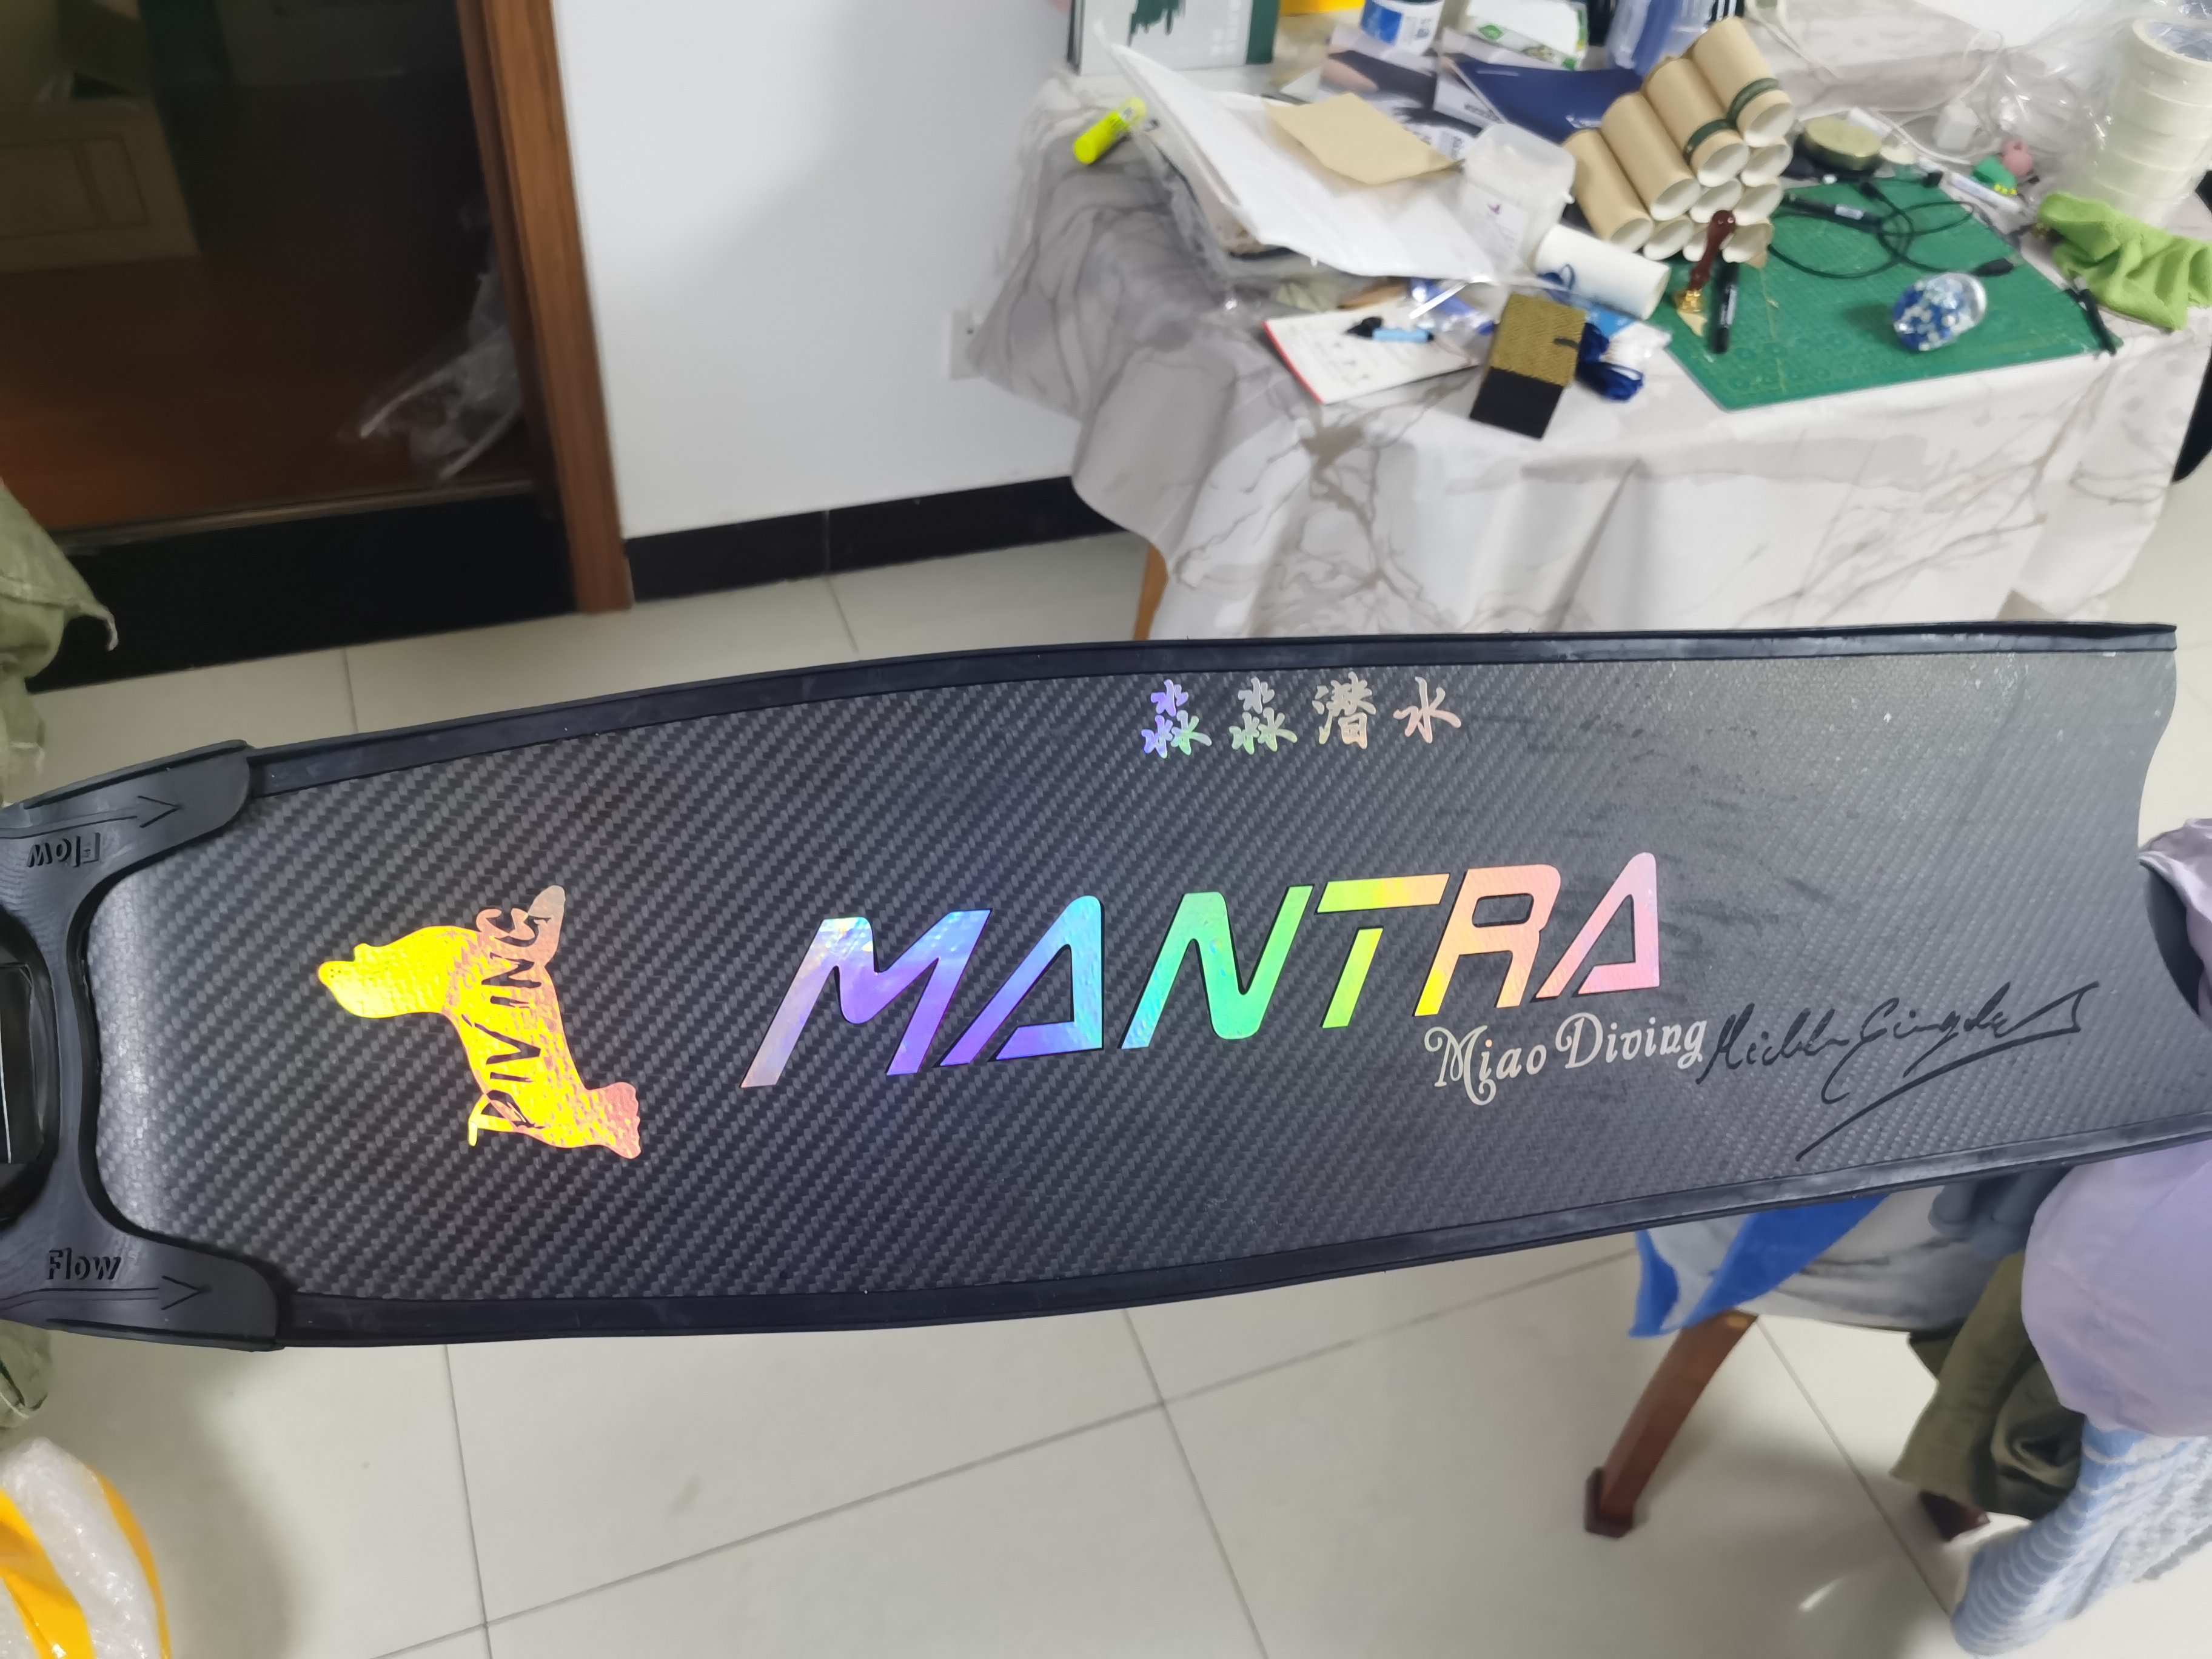 淼淼潜水
MANTRA
Miao Diving
DIVING
Flow
Flow